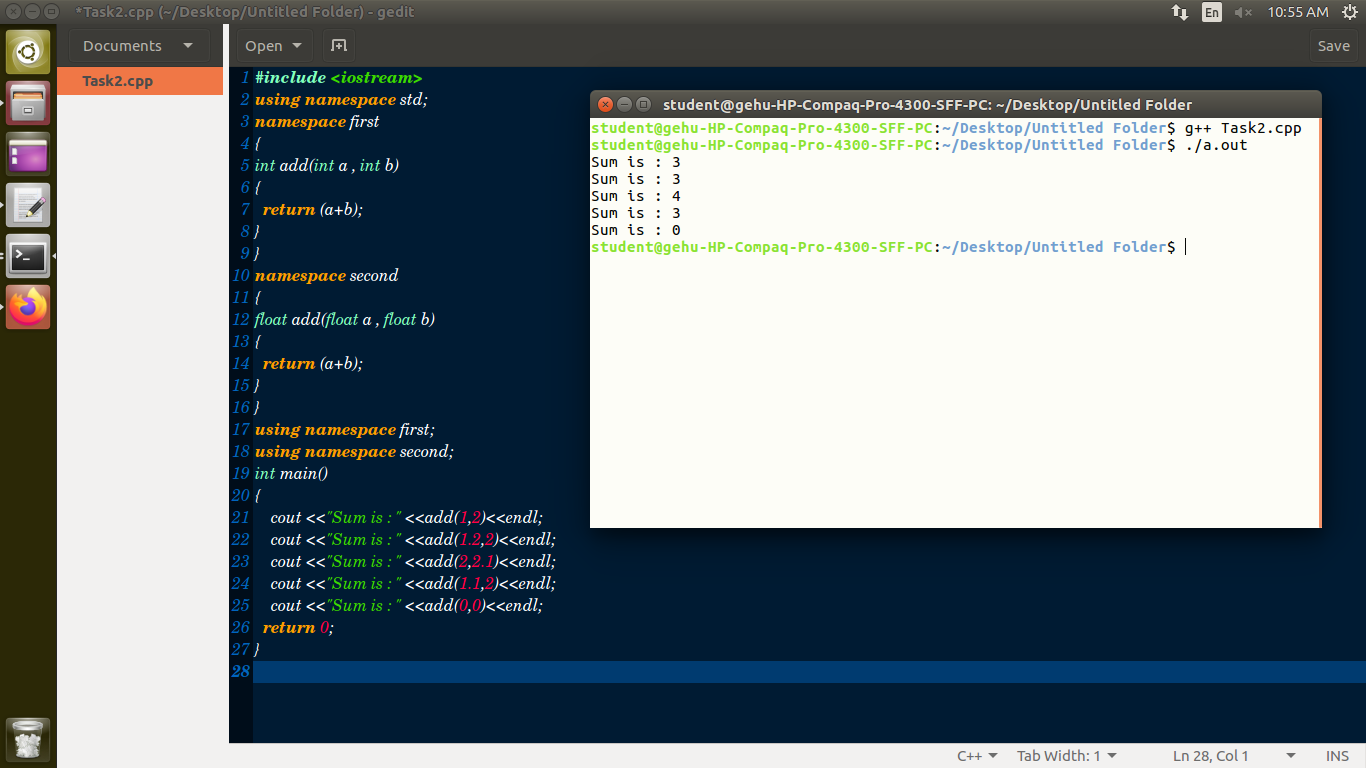 *Task2.cpp (~/Desktop/Untitled Folder) - gedit
En
10:55 AM
Documents
Open
Save
Task2.cpp
1 #include <iostream>
2 using namespace std;
3 namespace first
4 {
5 int add(int a , int b)
6 {
7   return (a+b);
8 }
9 }
10 namespace second
11 {
12 float add(float a , float b)
13 {
14   return (a+b);
15 }
16 }
17 using namespace first;
18 using namespace second;
19 int main()
20 {
21     cout <<"Sum is : " <<add(1,2)<<endl;
22     cout <<"Sum is : " <<add(1.2,2)<<endl;
23     cout <<"Sum is : " <<add(2,2.1)<<endl;
24     cout <<"Sum is : " <<add(1.1,2)<<endl;
25     cout <<"Sum is : " <<add(0,0)<<endl;
26   return 0;
27 }
28
student@gehu-HP-Compaq-Pro-4300-SFF-PC: ~/Desktop/Untitled Folder
student@gehu-HP-Compaq-Pro-4300-SFF-PC:~/Desktop/Untitled Folder$ g++ Task2.cpp
student@gehu-HP-Compaq-Pro-4300-SFF-PC:~/Desktop/Untitled Folder$ ./a.out
Sum is : 3
Sum is : 3
Sum is : 4
Sum is : 3
Sum is : 0
student@gehu-HP-Compaq-Pro-4300-SFF-PC:~/Desktop/Untitled Folder$
C++
Tab Width: 1
Ln 28, Col 1
INS